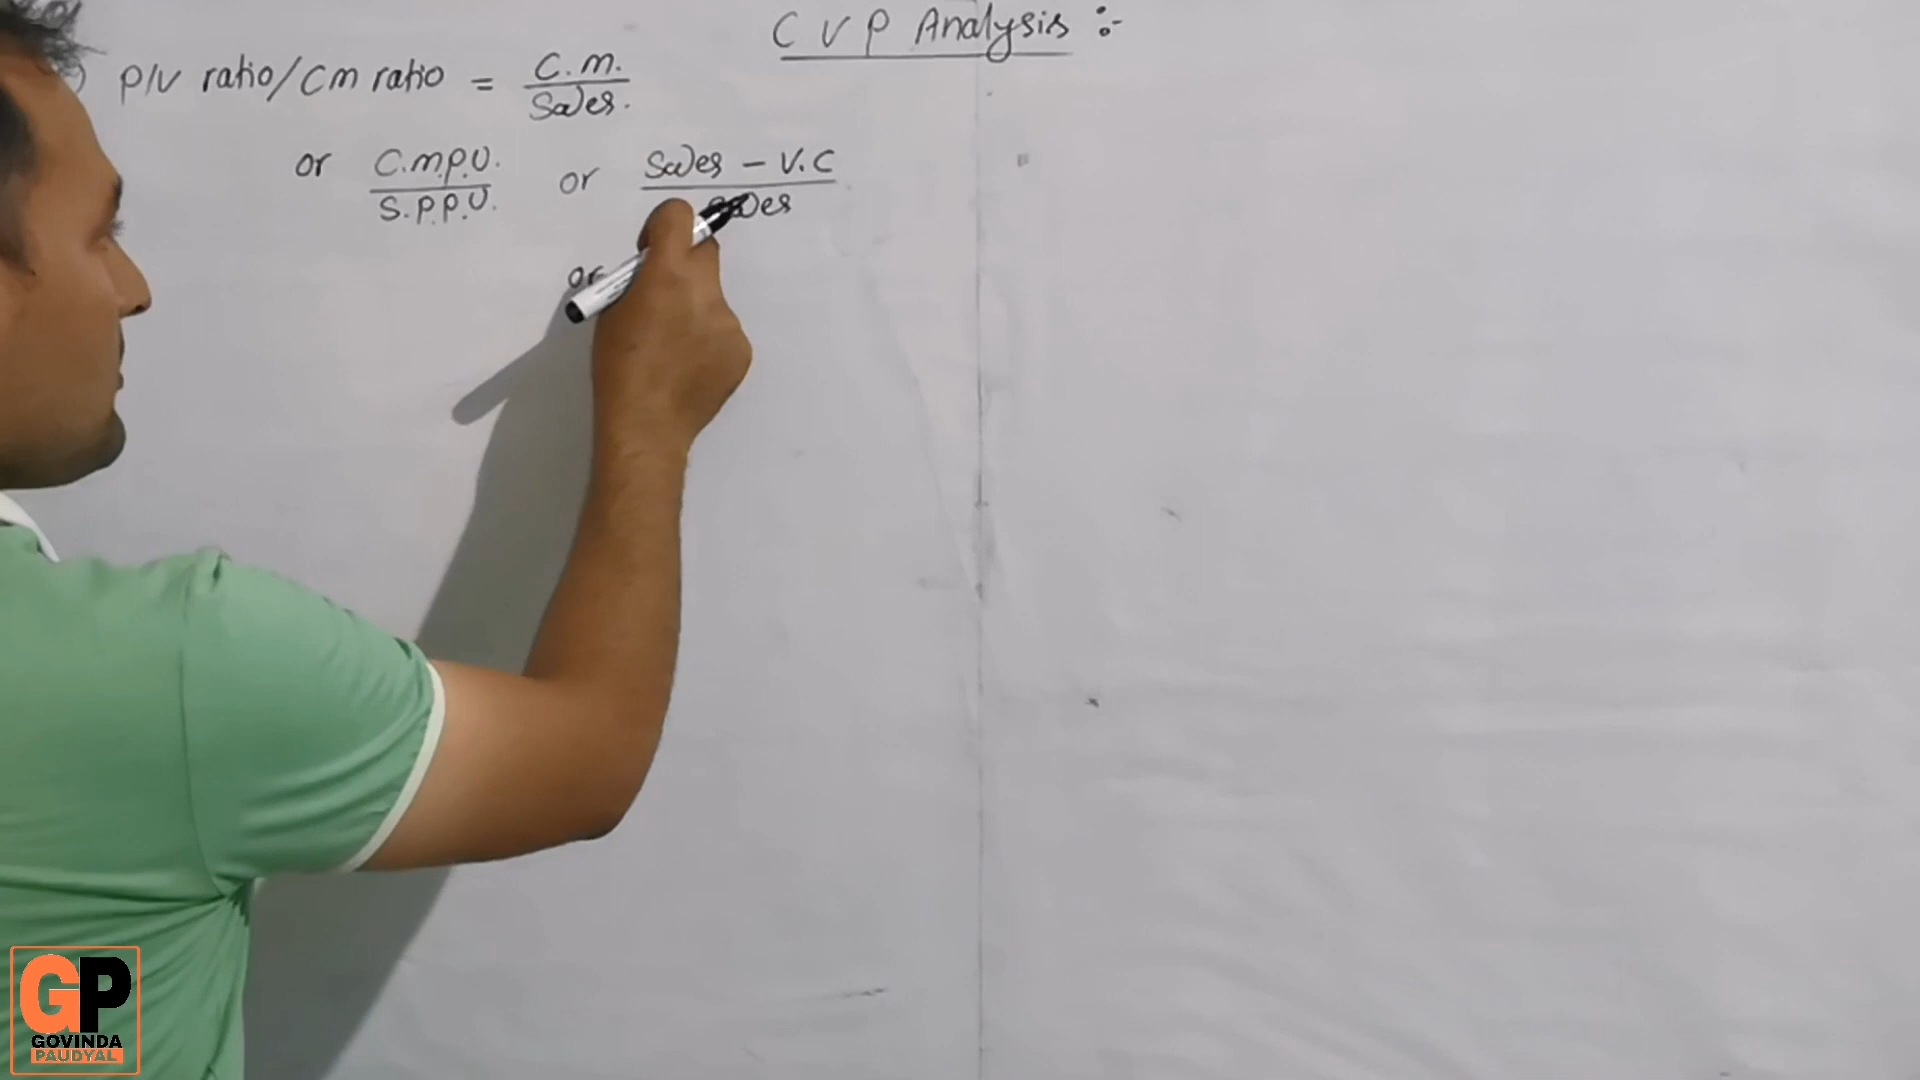 C V P Analysis :-
) P/V ratio/Cm ratio = C.M. / Sales.
or C.M.P.U. / S.P.P.U. or Sales - V.C / Sales
or
GP
GOVINDA
PAUDYAL